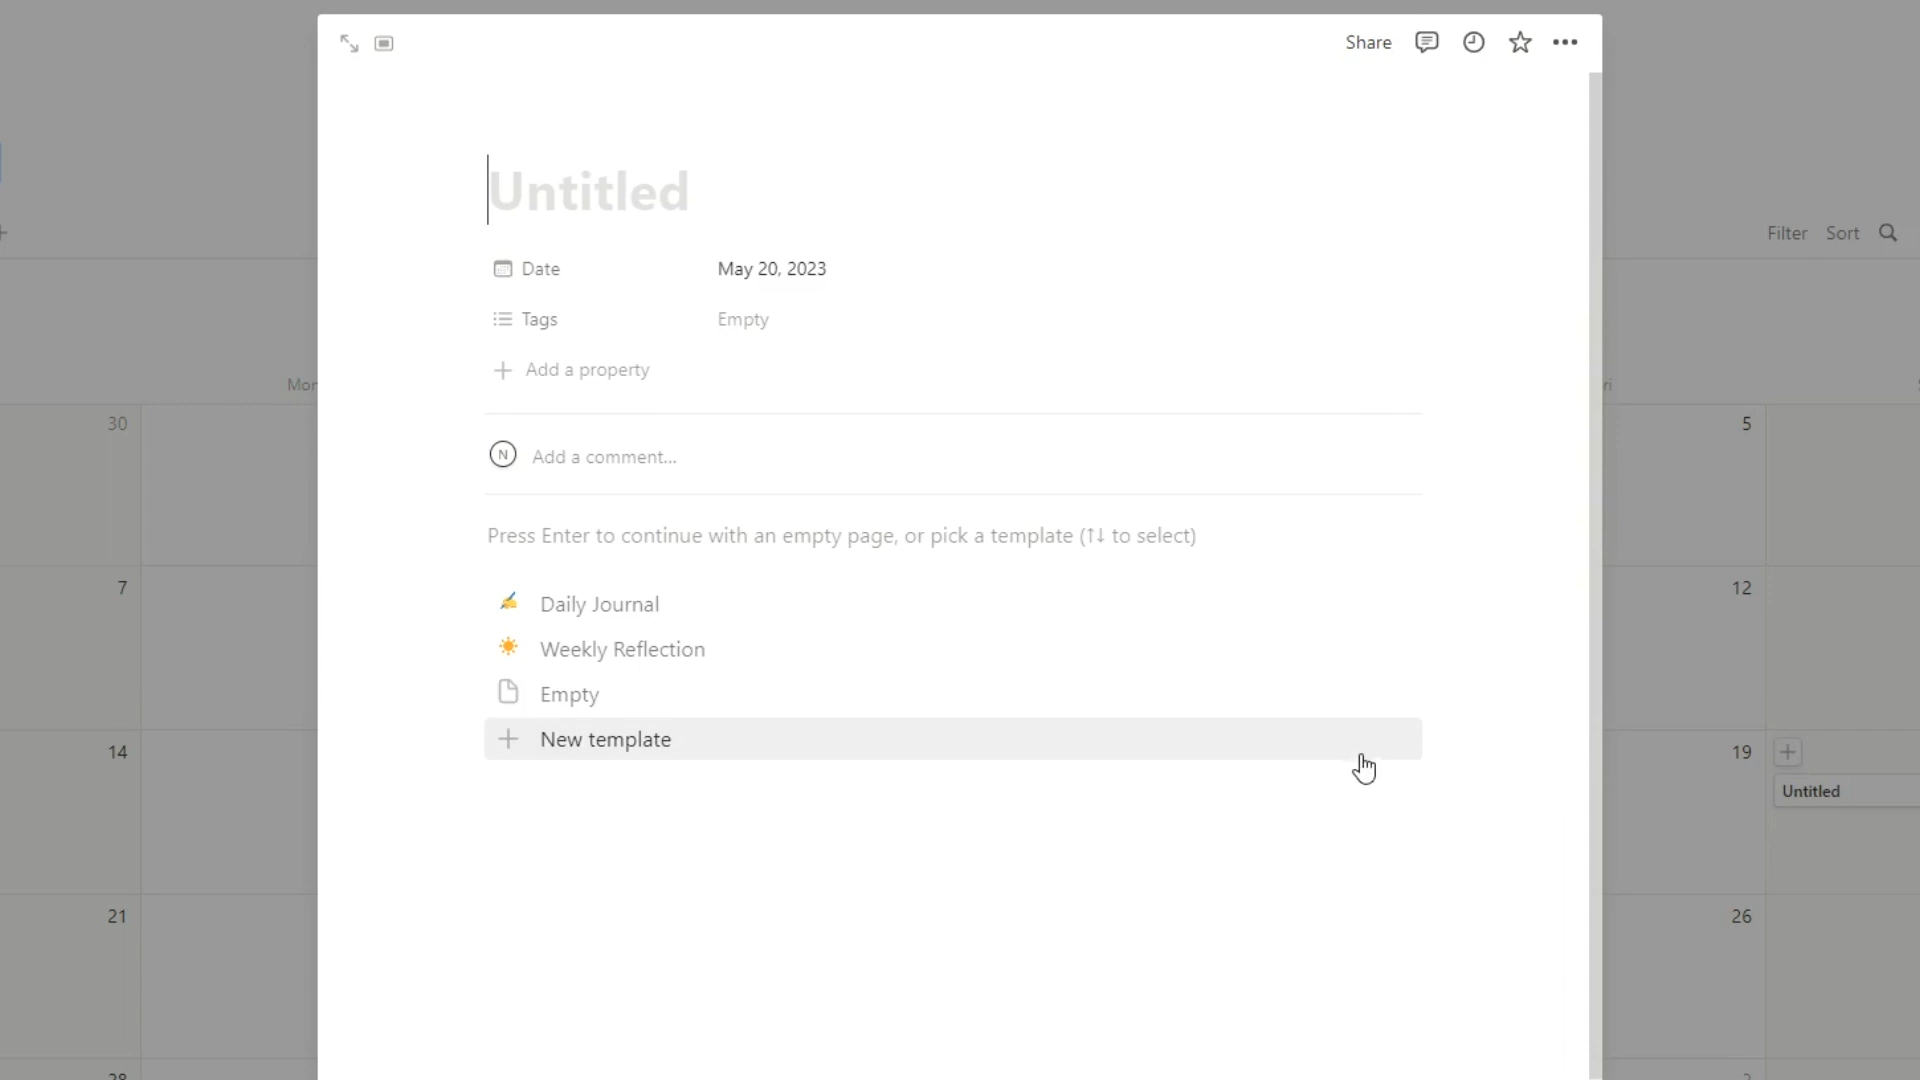 Share
Untitled
Date
May 20, 2023
Tags
Empty
Add a property
N
Add a comment...
Press Enter to continue with an empty page, or pick a template (↑↓ to select)
Daily Journal
Weekly Reflection
Empty
New template
Filter
Sort
30
5
7
12
14
19
Untitled
21
26